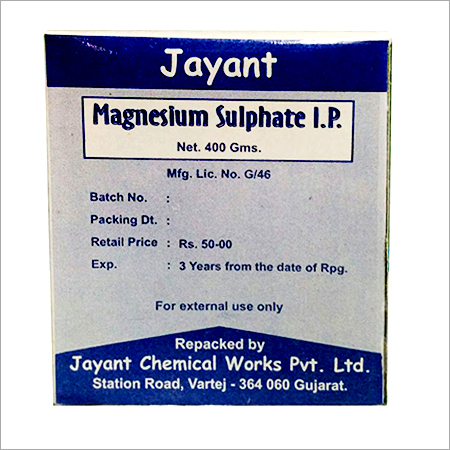 Jayant
Magnesium Sulphate I.P.
Net. 400 Gms.
Mfg. Lic. No. G/46
Batch No. :
Packing Dt. :
Retail Price : Rs. 50-00
Exp. : 3 Years from the date of Rpg.
For external use only
Repacked by
Jayant Chemical Works Pvt. Ltd.
Station Road, Vartej - 364 060 Gujarat.